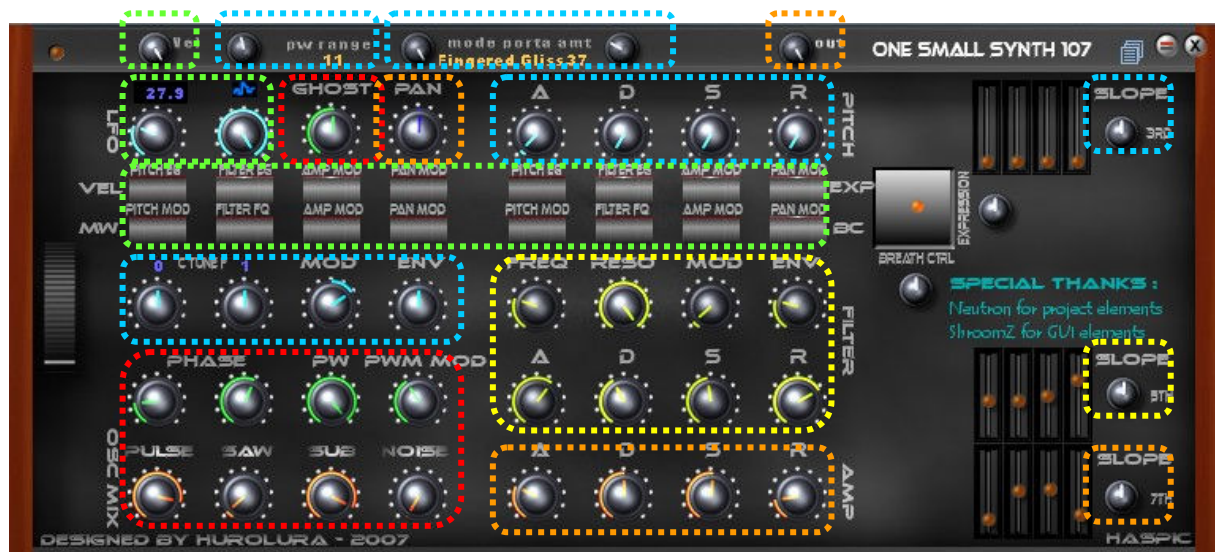 Vel pw range mode porta amt out ONE SMALL SYNTH 107
11 Fingered Gliss37
27.9 GHOST PAN A D S R SLOPE
LFO PITCH 3RD
PITCH EG FILTER EG AMP MOD PAN MOD PITCH EG FILTER EG AMP MOD PAN MOD
VEL EXP
PITCH MOD FILTER FQ AMP MOD PAN MOD PITCH MOD FILTER FQ AMP MOD PAN MOD
MW BC
EXPRESSION
BREATH CTRL
0 CTUNEF 1 MOD ENV FREQ RESO MOD ENV
SPECIAL THANKS :
Neutron for project elements
ShroomZ for GUI elements
FILTER
PHASE PW PWM MOD A D S R SLOPE
5TH
OSC MIX
PULSE SAW SUB NOISE A D S R SLOPE
AMP 7TH
DESIGNED BY HUROLURA - 2007 HASPIC